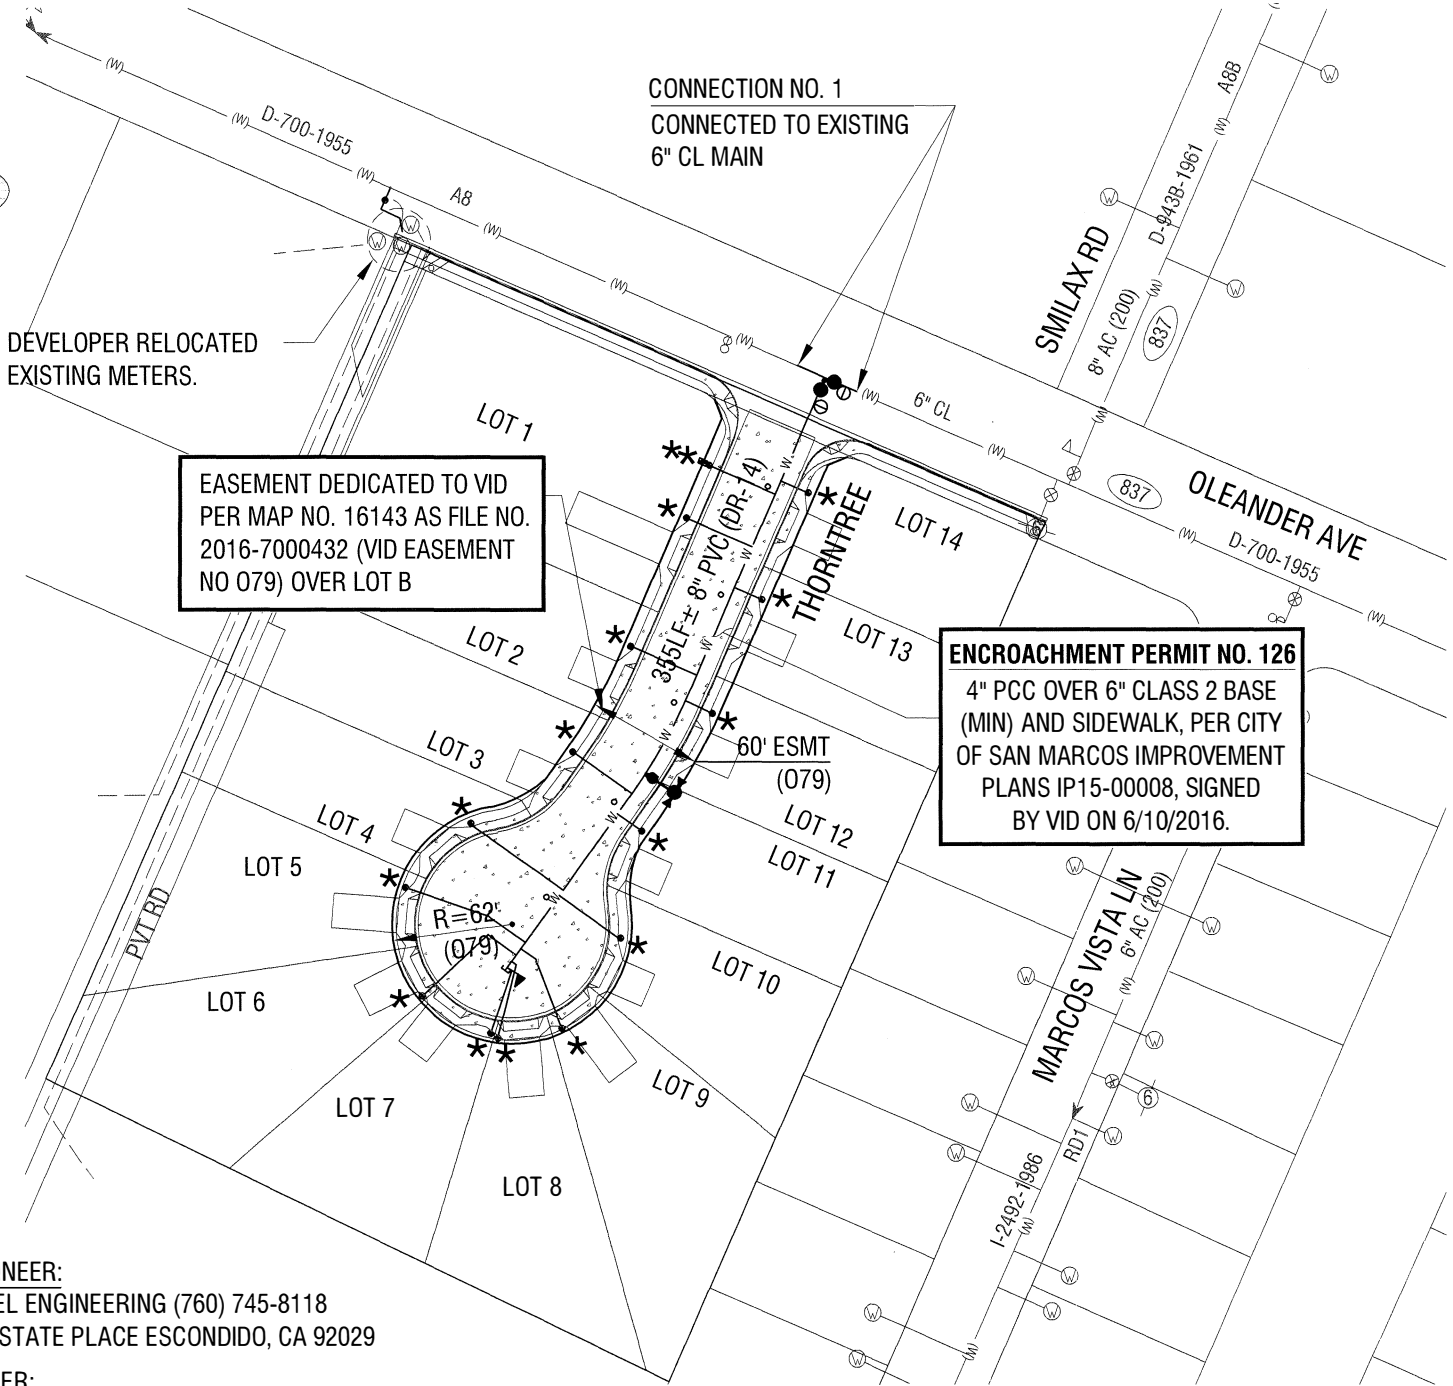 CONNECTION NO. 1
CONNECTED TO EXISTING
6" CL MAIN
D-700-1955
A8
A8B
D-943B-1961
SMILAX RD
8" AC (200)
837
DEVELOPER RELOCATED
EXISTING METERS.
6" CL
837
OLEANDER AVE
D-700-1955
LOT 1
EASEMENT DEDICATED TO VID
PER MAP NO. 16143 AS FILE NO.
2016-7000432 (VID EASEMENT
NO 079) OVER LOT B
355LF± 8" PVC (DR-14)
THORNTREE
LOT 14
LOT 13
LOT 2
ENCROACHMENT PERMIT NO. 126
4" PCC OVER 6" CLASS 2 BASE
(MIN) AND SIDEWALK, PER CITY
OF SAN MARCOS IMPROVEMENT
PLANS IP15-00008, SIGNED
BY VID ON 6/10/2016.
LOT 3
60' ESMT
(079)
LOT 12
LOT 4
LOT 11
LOT 5
R=62'
(079)
PVT RD
LOT 10
MARCOS VISTA LN
6" AC (200)
LOT 6
LOT 9
LOT 7
6
RD1
I-2492-1986
LOT 8
NEER:
EL ENGINEERING (760) 745-8118
STATE PLACE ESCONDIDO, CA 92029
ER: